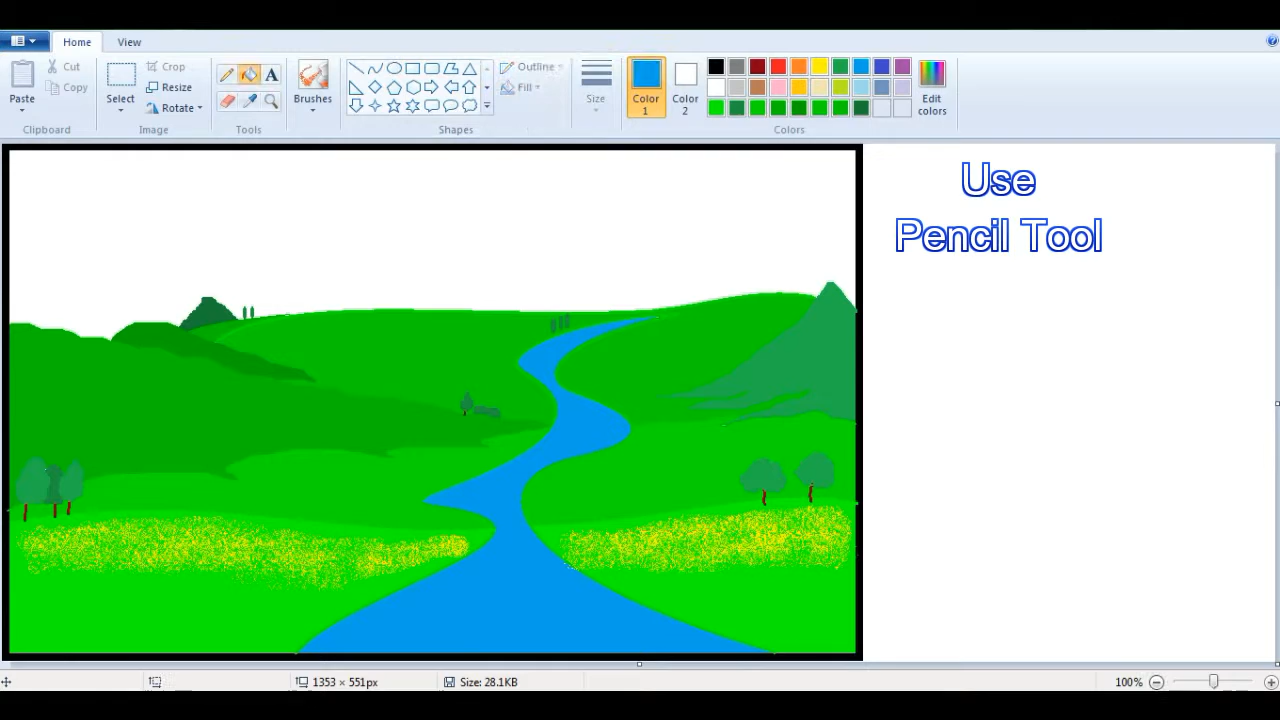 Home View
Paste
Cut
Copy
Clipboard
Select
Crop
Resize
Rotate
Image
A
Tools
Brushes
Outline
Fill
Shapes
Size
Color
1
Color
2
Edit
colors
Colors
Use
Pencil Tool
1353 × 551px
Size: 28.1KB
100%